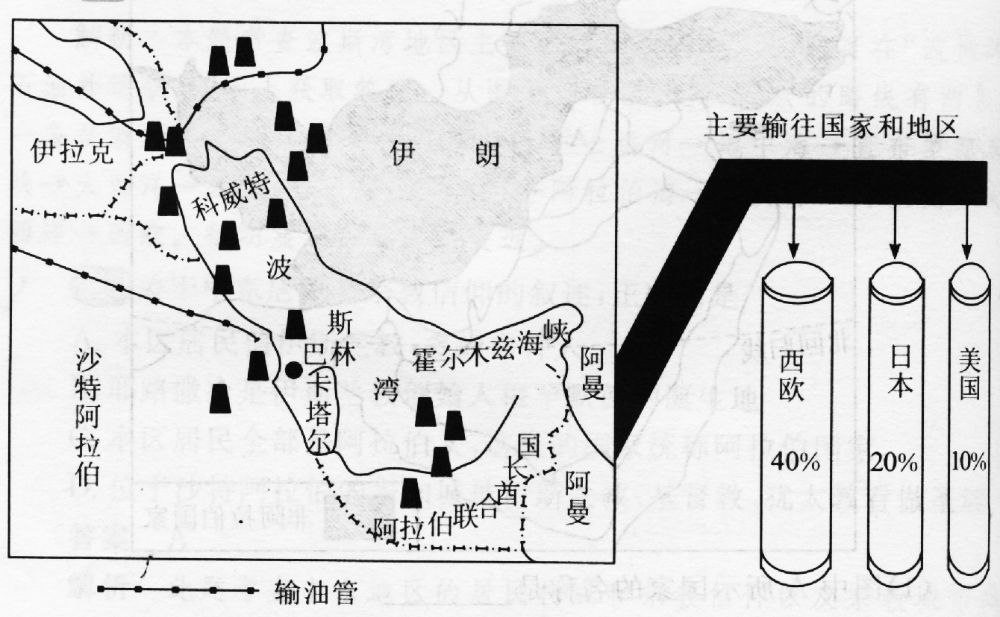 伊拉克
伊朗
科威特
波斯湾
巴林
卡塔尔
霍尔木兹海峡
阿曼
沙特阿拉伯
阿拉伯联合酋长国
阿曼
输油管
主要输往国家和地区
西欧
40%
日本
20%
美国
10%